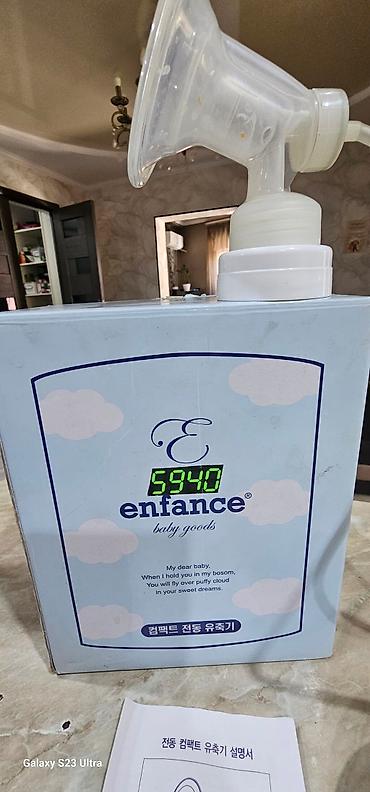 E
5940
enfance®
baby goods
My dear baby,
When I hold you in my bosom,
You will fly over puffy cloud
in your sweet dreams.
컴팩트 전동 유축기
전동 컴팩트 유축기 설명서
Galaxy S23 Ultra